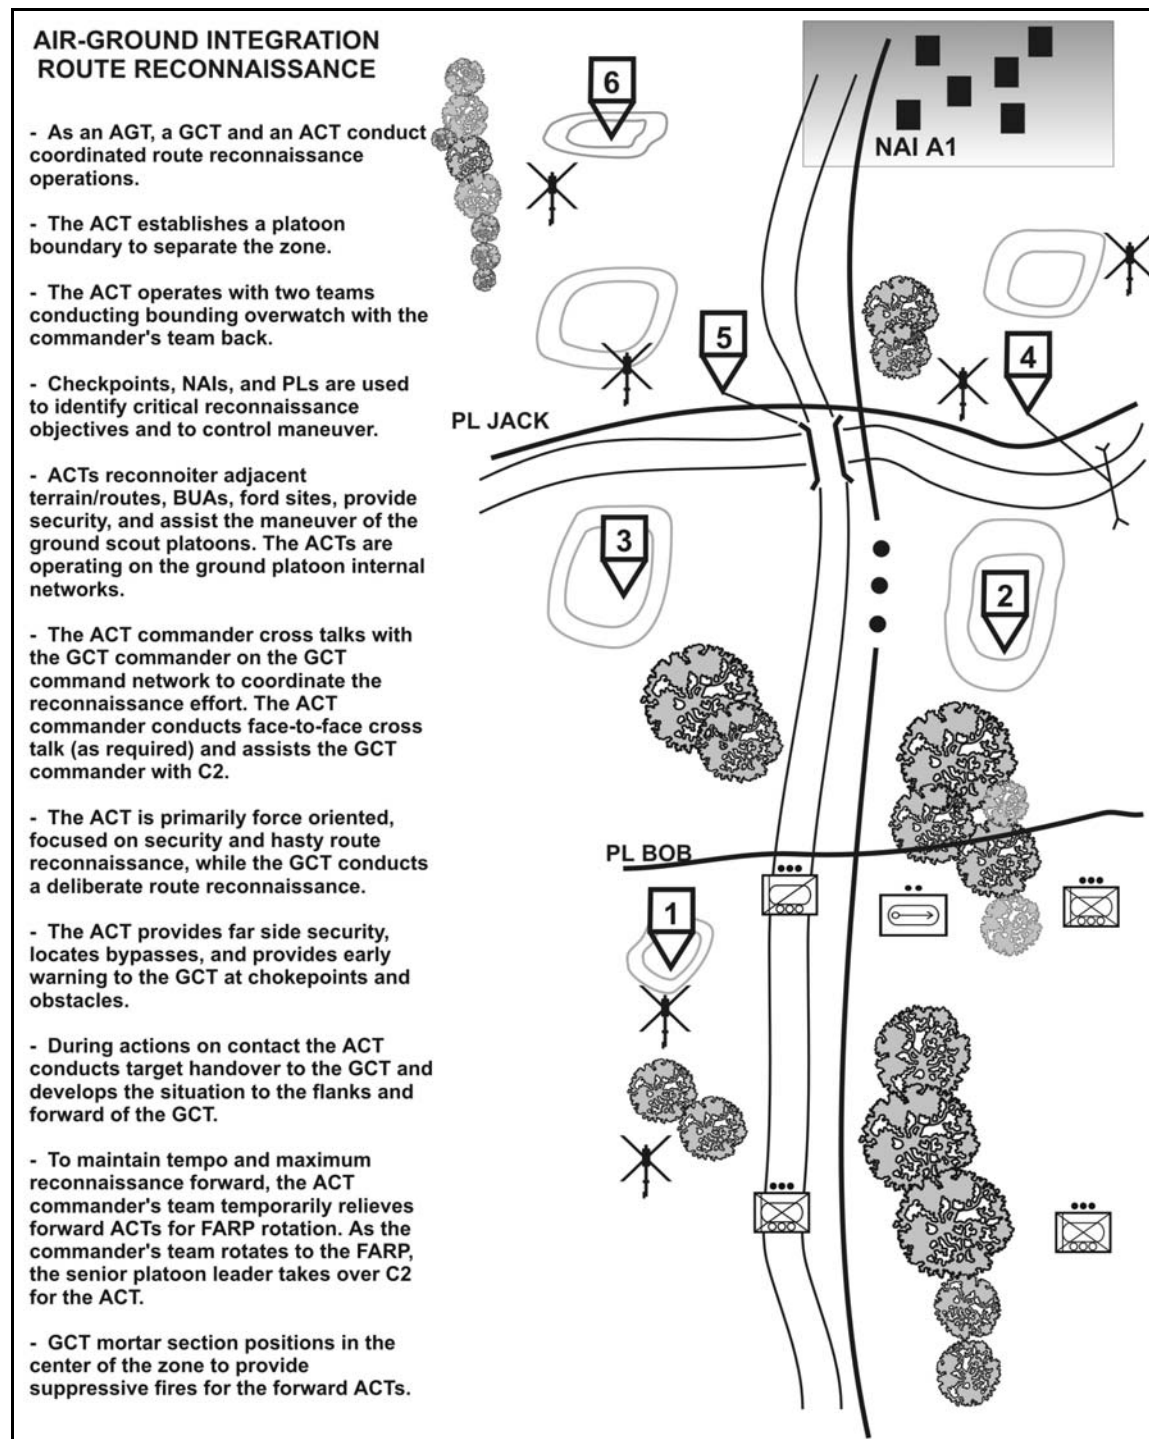 AIR-GROUND INTEGRATION
ROUTE RECONNAISSANCE
- As an AGT, a GCT and an ACT conduct
coordinated route reconnaissance
operations.
- The ACT establishes a platoon
boundary to separate the zone.
- The ACT operates with two teams
conducting bounding overwatch with the
commander's team back.
- Checkpoints, NAIs, and PLs are used
to identify critical reconnaissance
objectives and to control maneuver.
- ACTs reconnoiter adjacent
terrain/routes, BUAs, ford sites, provide
security, and assist the maneuver of the
ground scout platoons. The ACTs are
operating on the ground platoon internal
networks.
- The ACT commander cross talks with
the GCT commander on the GCT
command network to coordinate the
reconnaissance effort. The ACT
commander conducts face-to-face cross
talk (as required) and assists the GCT
commander with C2.
- The ACT is primarily force oriented,
focused on security and hasty route
reconnaissance, while the GCT conducts
a deliberate route reconnaissance.
- The ACT provides far side security,
locates bypasses, and provides early
warning to the GCT at chokepoints and
obstacles.
- During actions on contact the ACT
conducts target handover to the GCT and
develops the situation to the flanks and
forward of the GCT.
- To maintain tempo and maximum
reconnaissance forward, the ACT
commander's team temporarily relieves
forward ACTs for FARP rotation. As the
commander's team rotates to the FARP,
the senior platoon leader takes over C2
for the ACT.
- GCT mortar section positions in the
center of the zone to provide
suppressive fires for the forward ACTs.
6
NAI A1
5
4
PL JACK
3
2
PL BOB
1